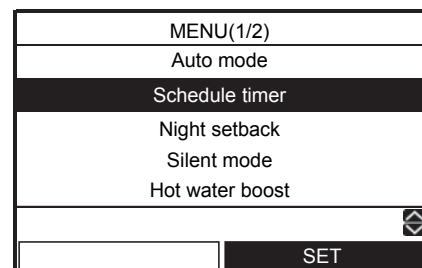 MENU(1/2)
Auto mode
Schedule timer
Night setback
Silent mode
Hot water boost
SET